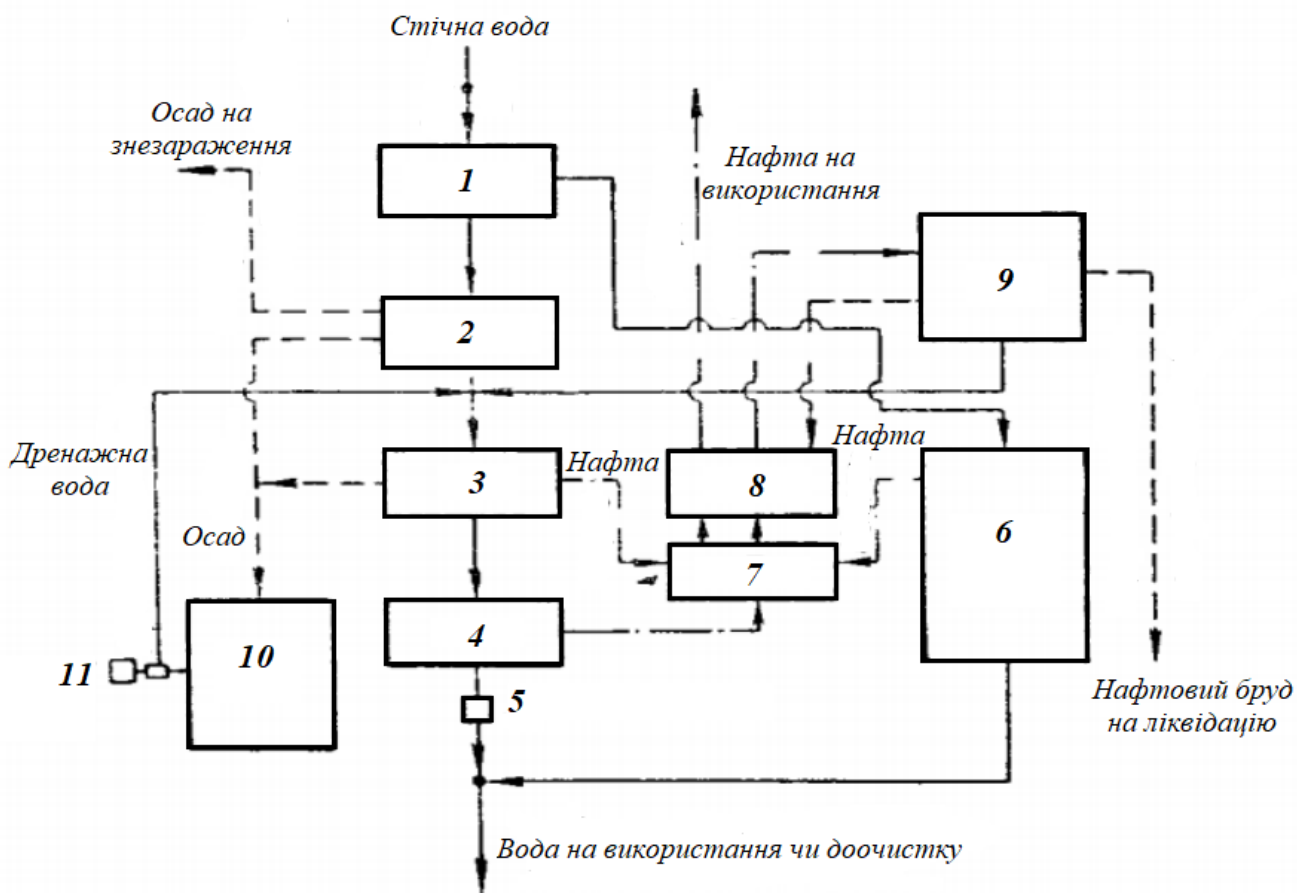 Стічна вода
Осад на
знезараження
1
Нафта на
використання
2
9
Дренажна
вода
3
Нафта
Нафта
8
6
Осад
7
4
10
11
5
Нафтовий бруд
на ліквідацію
Вода на використання чи доочистку